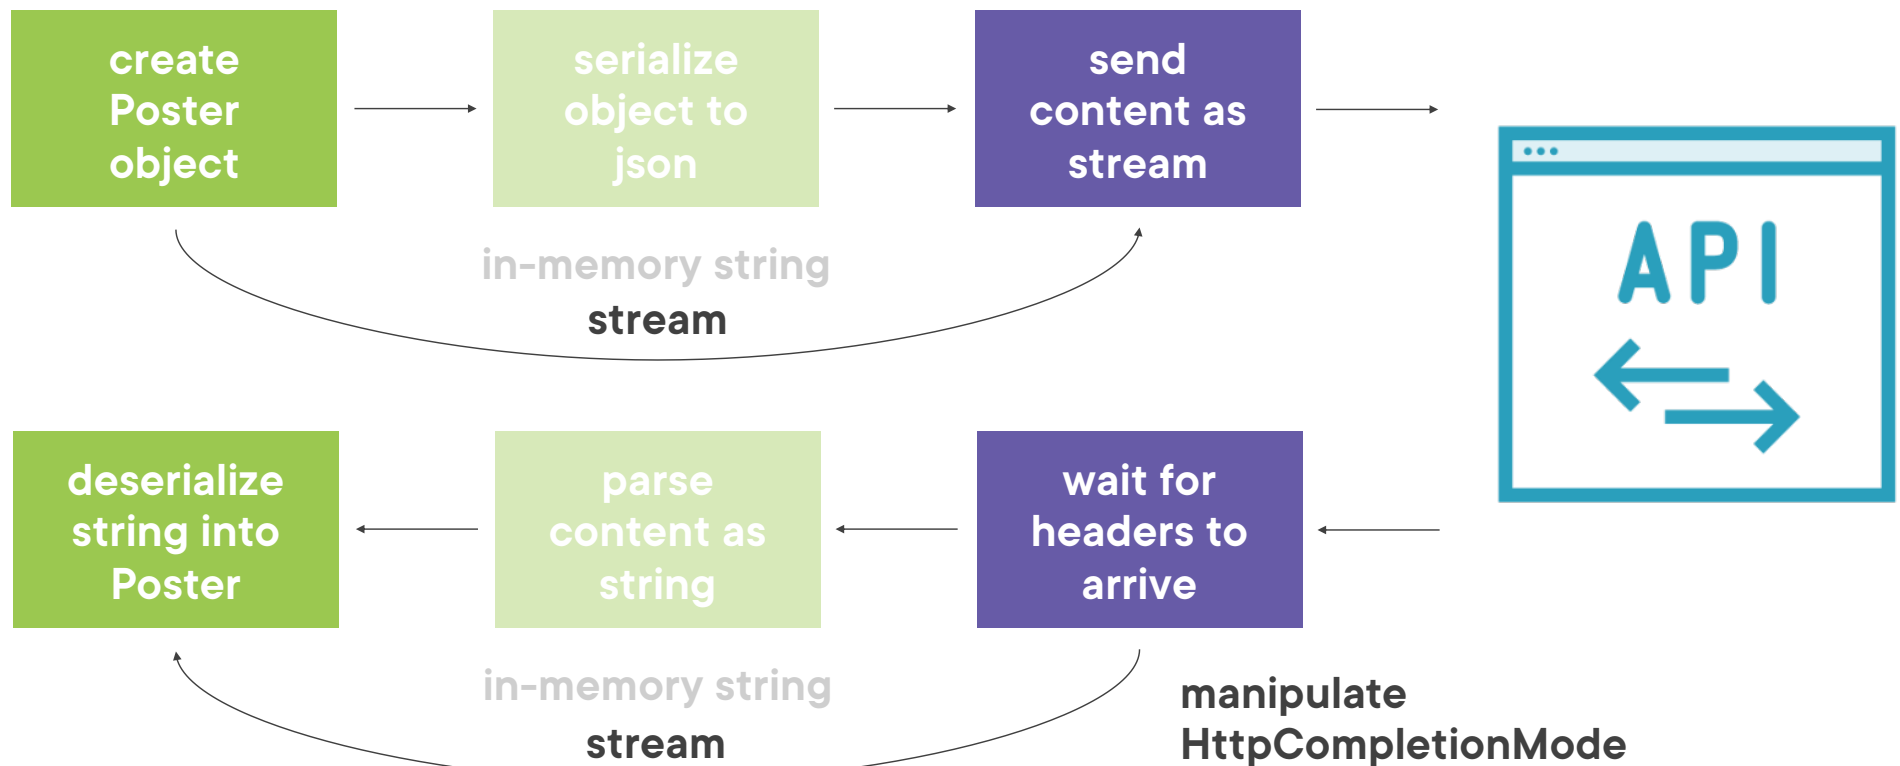 create
Poster
object
serialize
object to
json
send
content as
stream
in-memory string
stream
API
deserialize
string into
Poster
parse
content as
string
wait for
headers to
arrive
in-memory string
stream
manipulate
HttpCompletionMode